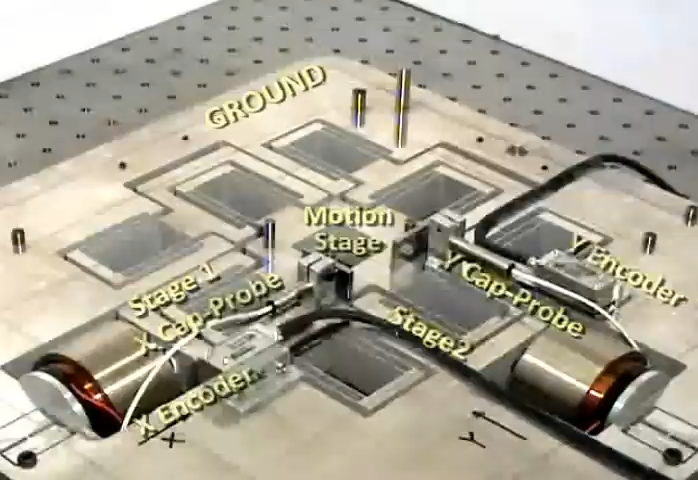 GROUND
Motion
Stage
Stage 1
X Cap-Probe
X Encoder
Y Encoder
Y Cap-Probe
Stage2
X
Y